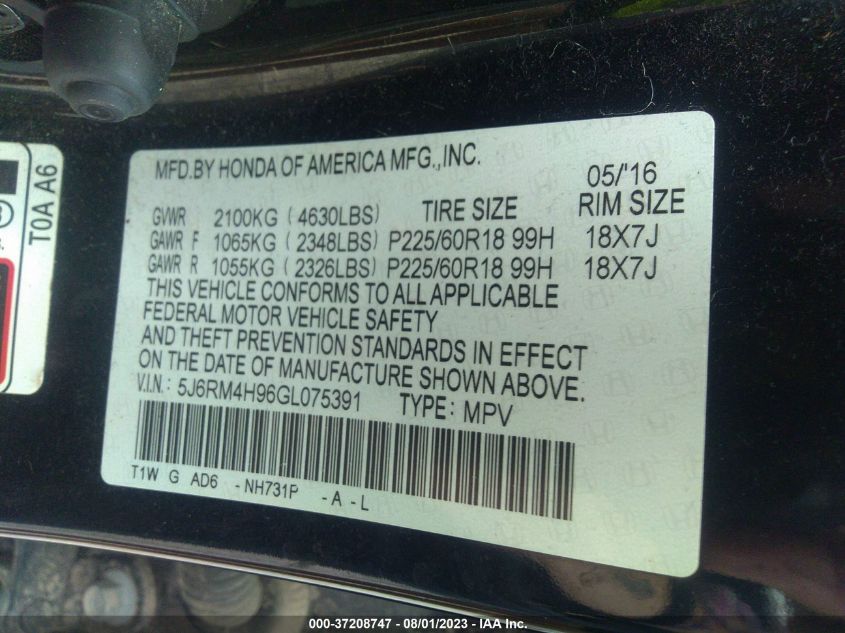 MFD.BY HONDA OF AMERICA MFG.,INC. 05/'16
GVWR 2100KG ( 4630LBS) TIRE SIZE RIM SIZE
GAWR F 1065KG ( 2348LBS) P225/60R18 99H 18X7J
GAWR R 1055KG ( 2326LBS) P225/60R18 99H 18X7J
THIS VEHICLE CONFORMS TO ALL APPLICABLE
FEDERAL MOTOR VEHICLE SAFETY
AND THEFT PREVENTION STANDARDS IN EFFECT
ON THE DATE OF MANUFACTURE SHOWN ABOVE.
V.I.N.: 5J6RM4H96GL075391 TYPE: MPV
T1W G AD6 - NH731P - A - L
T0A A6
000-37208747 - 08/01/2023 - IAA Inc.